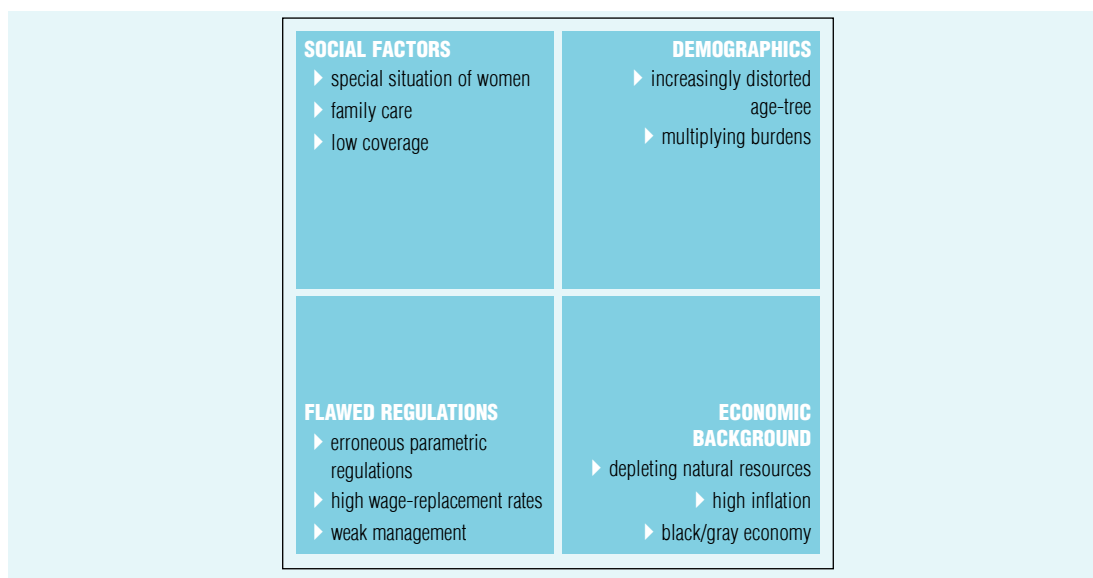 SOCIAL FACTORS
special situation of women
family care
low coverage
DEMOGRAPHICS
increasingly distorted
age-tree
multiplying burdens
FLAWED REGULATIONS
erroneous parametric
regulations
high wage-replacement rates
weak management
ECONOMIC
BACKGROUND
depleting natural resources
high inflation
black/gray economy